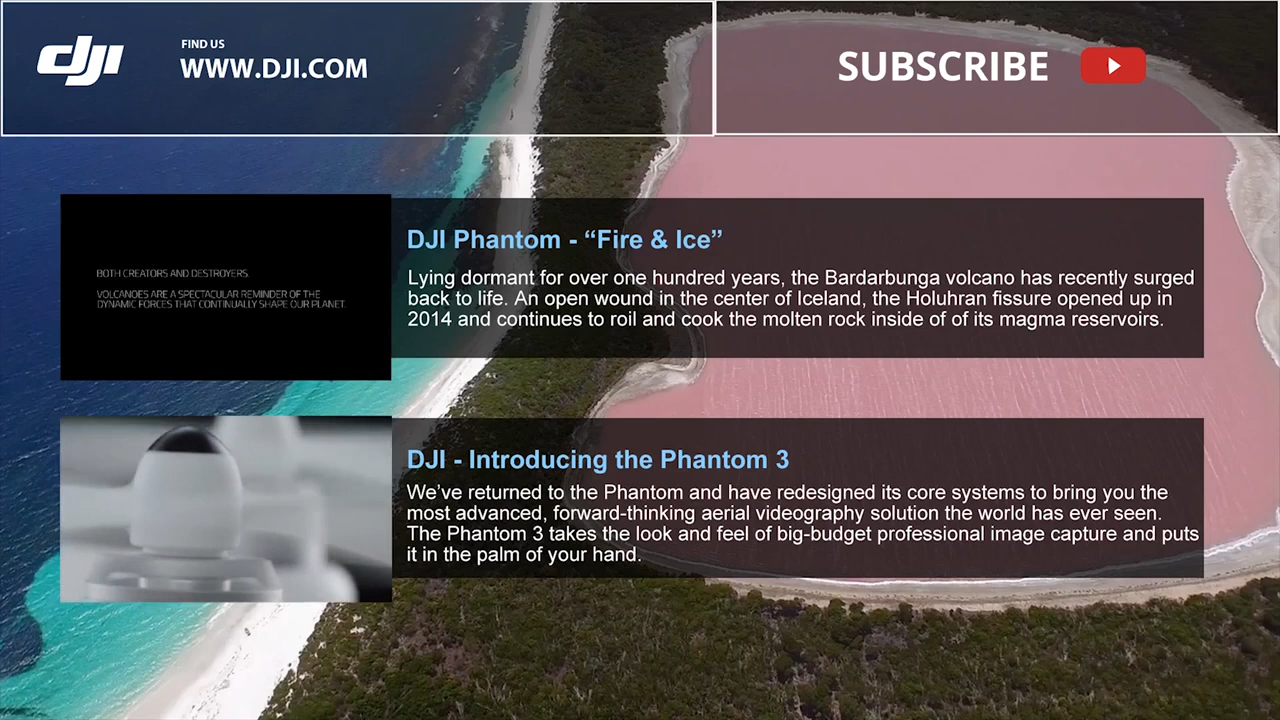 dji
FIND US
WWW.DJI.COM
SUBSCRIBE
BOTH CREATORS AND DESTROYERS.
VOLCANOES ARE A SPECTACULAR REMINDER OF THE
DYNAMIC FORCES THAT CONTINUALLY SHAPE OUR PLANET.
DJI Phantom - “Fire & Ice”
Lying dormant for over one hundred years, the Bardarbunga volcano has recently surged
back to life. An open wound in the center of Iceland, the Holuhran fissure opened up in
2014 and continues to roil and cook the molten rock inside of of its magma reservoirs.
DJI - Introducing the Phantom 3
We’ve returned to the Phantom and have redesigned its core systems to bring you the
most advanced, forward-thinking aerial videography solution the world has ever seen.
The Phantom 3 takes the look and feel of big-budget professional image capture and puts
it in the palm of your hand.